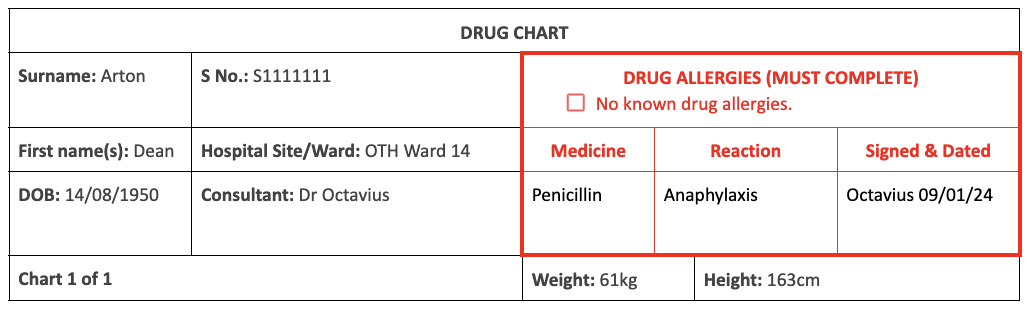 DRUG CHART
Surname: Arton
S No.: S1111111
DRUG ALLERGIES (MUST COMPLETE)
No known drug allergies.
First name(s): Dean
Hospital Site/Ward: OTH Ward 14
Medicine
Reaction
Signed & Dated
DOB: 14/08/1950
Consultant: Dr Octavius
Penicillin
Anaphylaxis
Octavius 09/01/24
Chart 1 of 1
Weight: 61kg
Height: 163cm